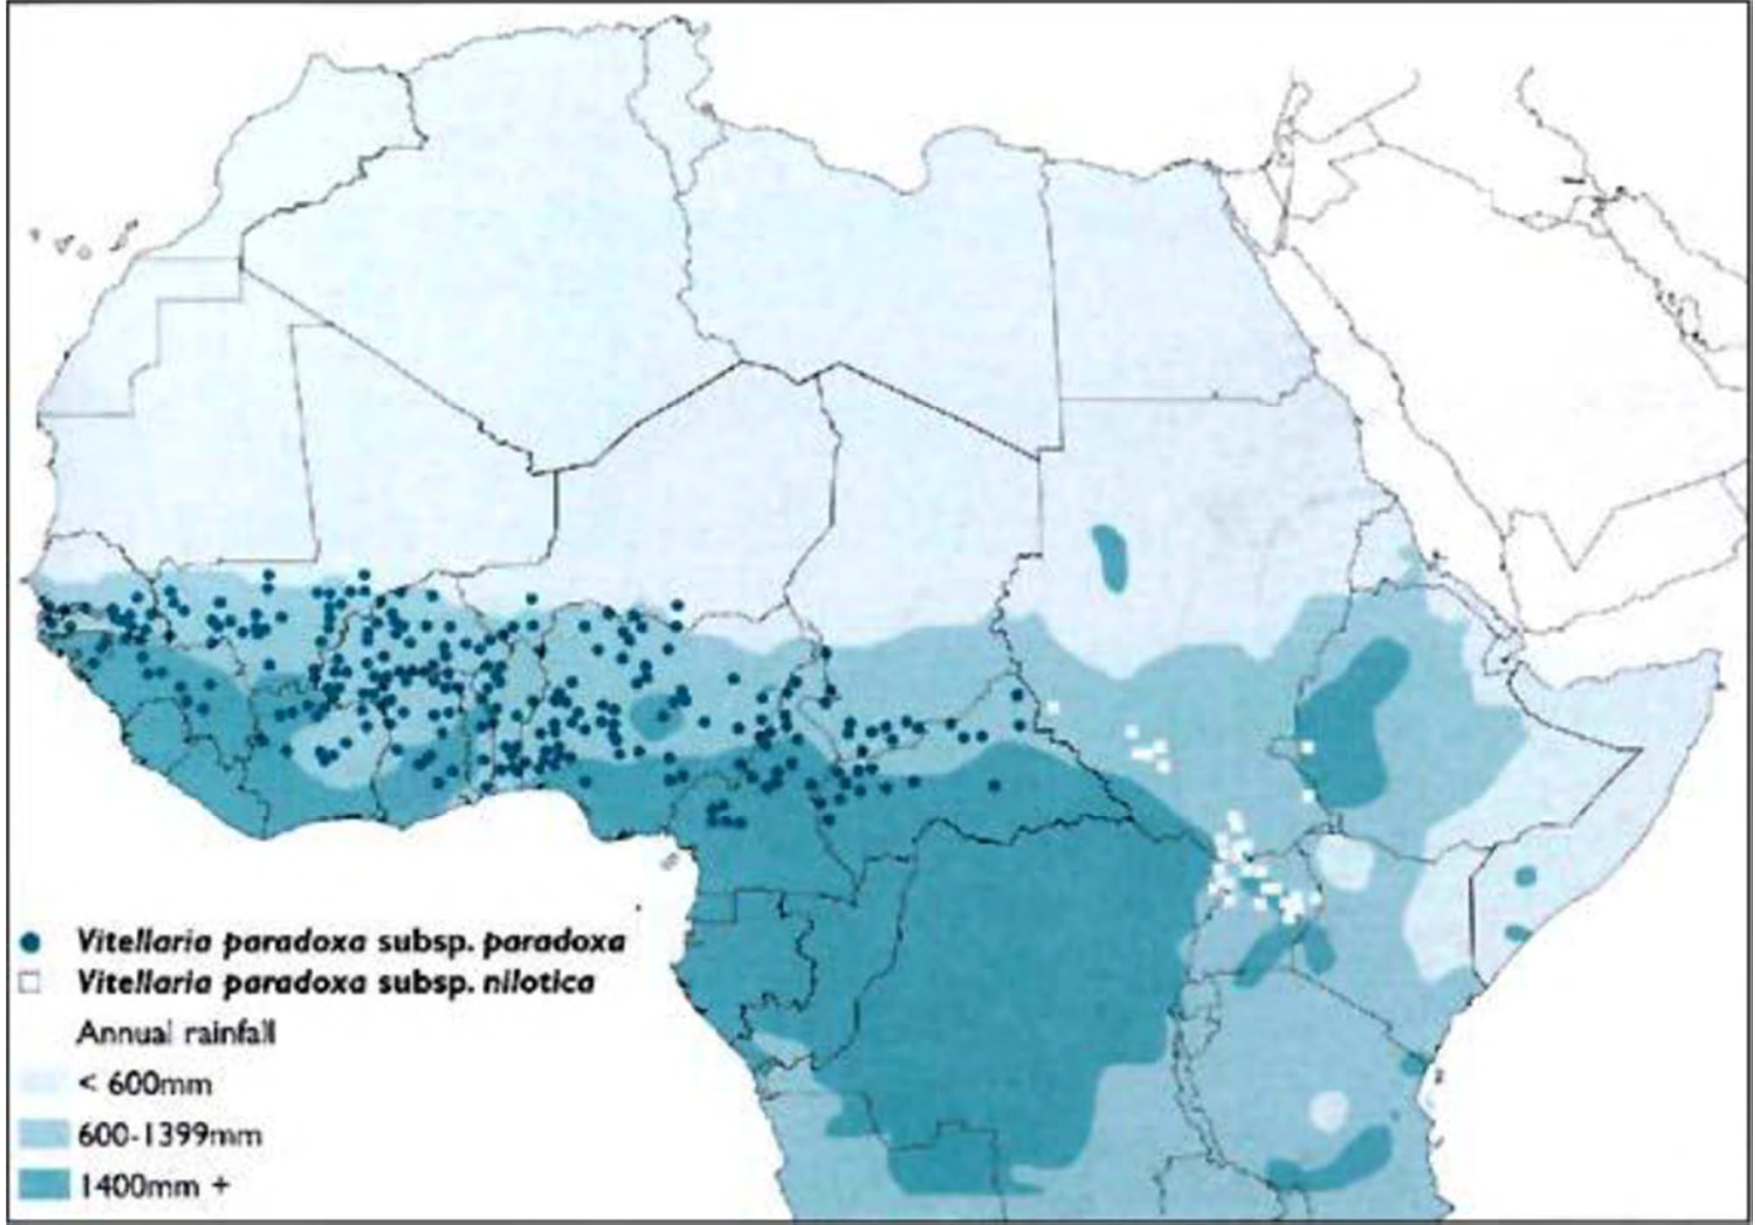 Vitellaria paradoxa subsp. paradoxa
Vitellaria paradoxa subsp. nilotica
Annual rainfall
< 600mm
600-1399mm
1400mm +